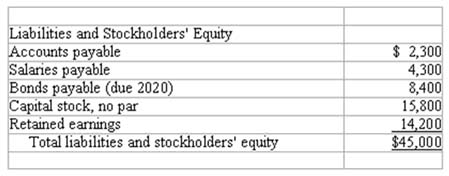 Liabilities and Stockholders' Equity
Accounts payable $ 2,300
Salaries payable 4,300
Bonds payable (due 2020) 8,400
Capital stock, no par 15,800
Retained earnings 14,200
Total liabilities and stockholders' equity $45,000